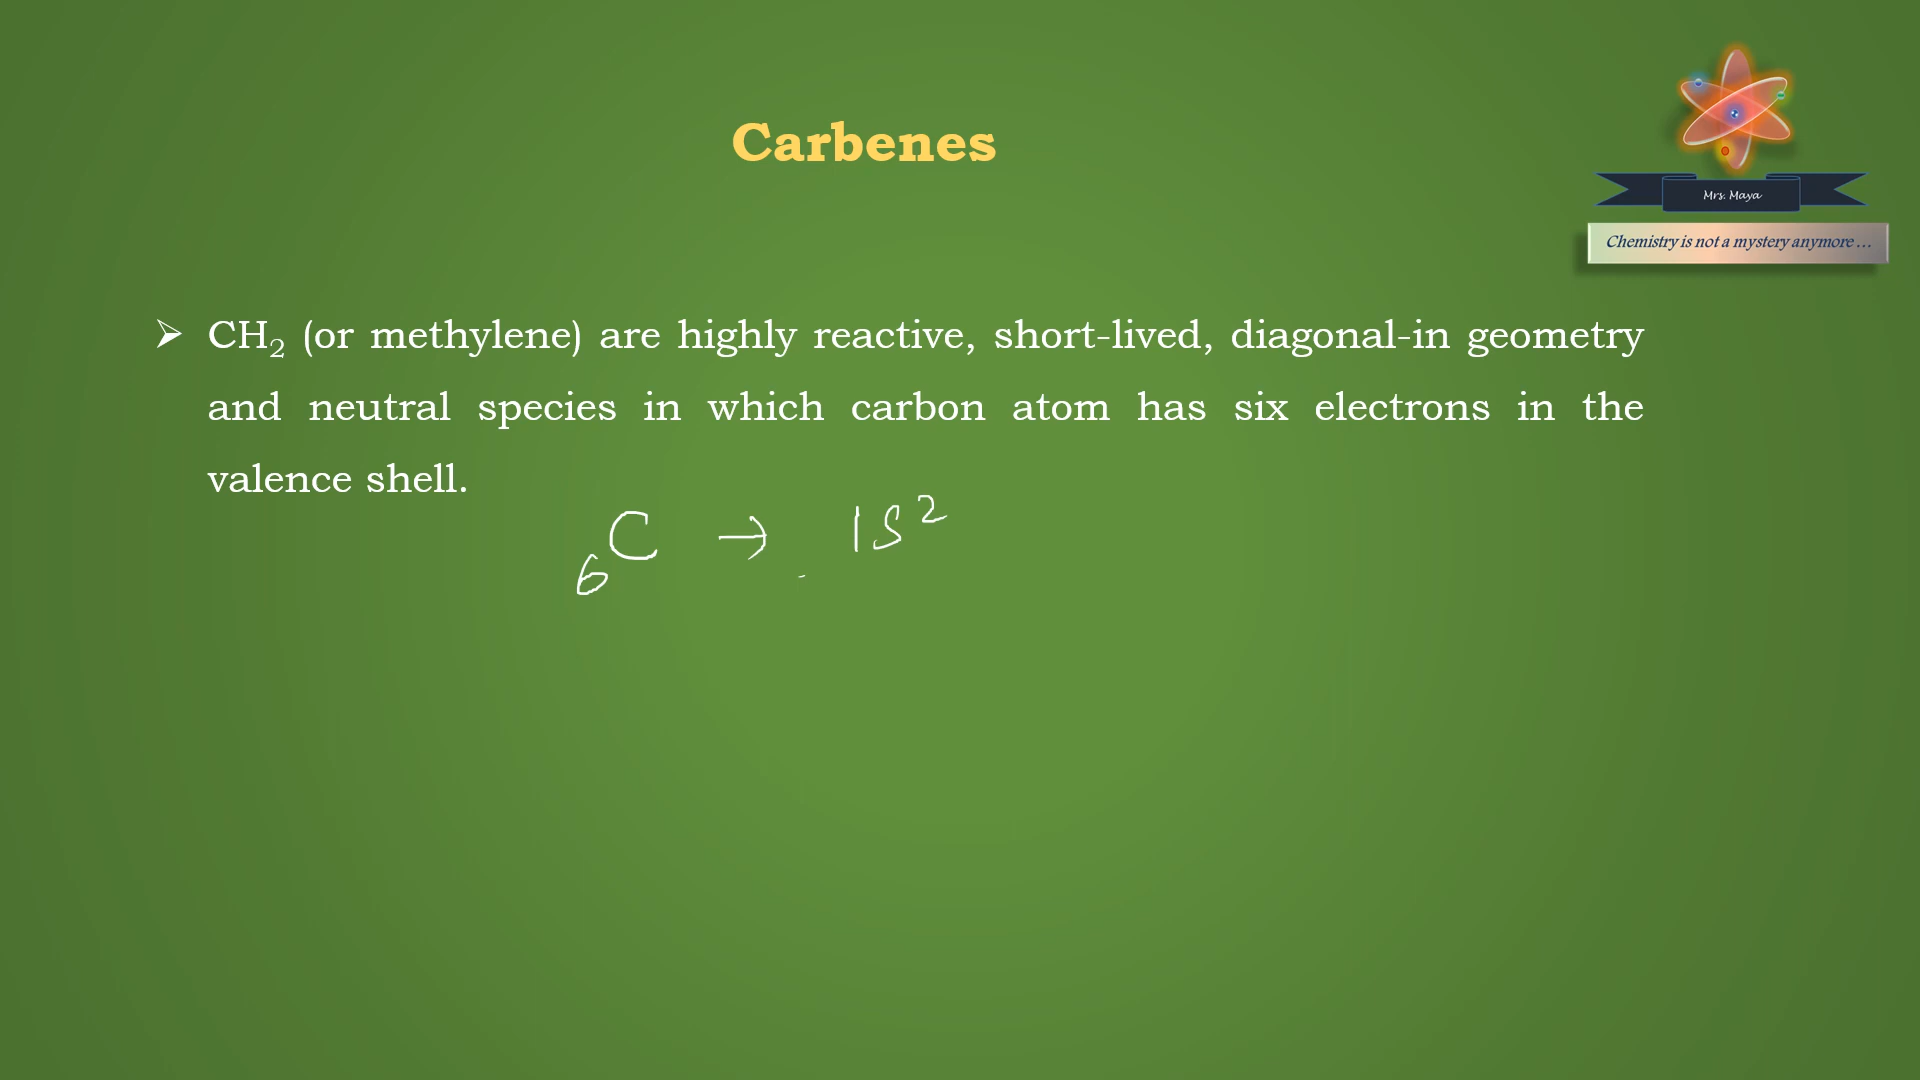 Carbenes
Mrs. Maya
Chemistry is not a mystery anymore ...
➢ CH₂ (or methylene) are highly reactive, short-lived, diagonal-in geometry
and neutral species in which carbon atom has six electrons in the
valence shell.
₆C → 1S²